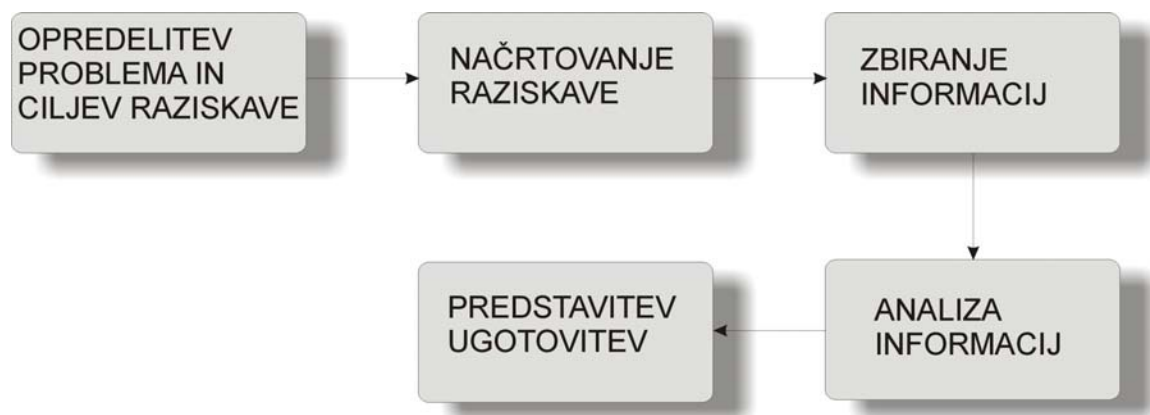 OPREDELITEV
PROBLEMA IN
CILJEV RAZISKAVE
NAČRTOVANJE
RAZISKAVE
ZBIRANJE
INFORMACIJ
ANALIZA
INFORMACIJ
PREDSTAVITEV
UGOTOVITEV